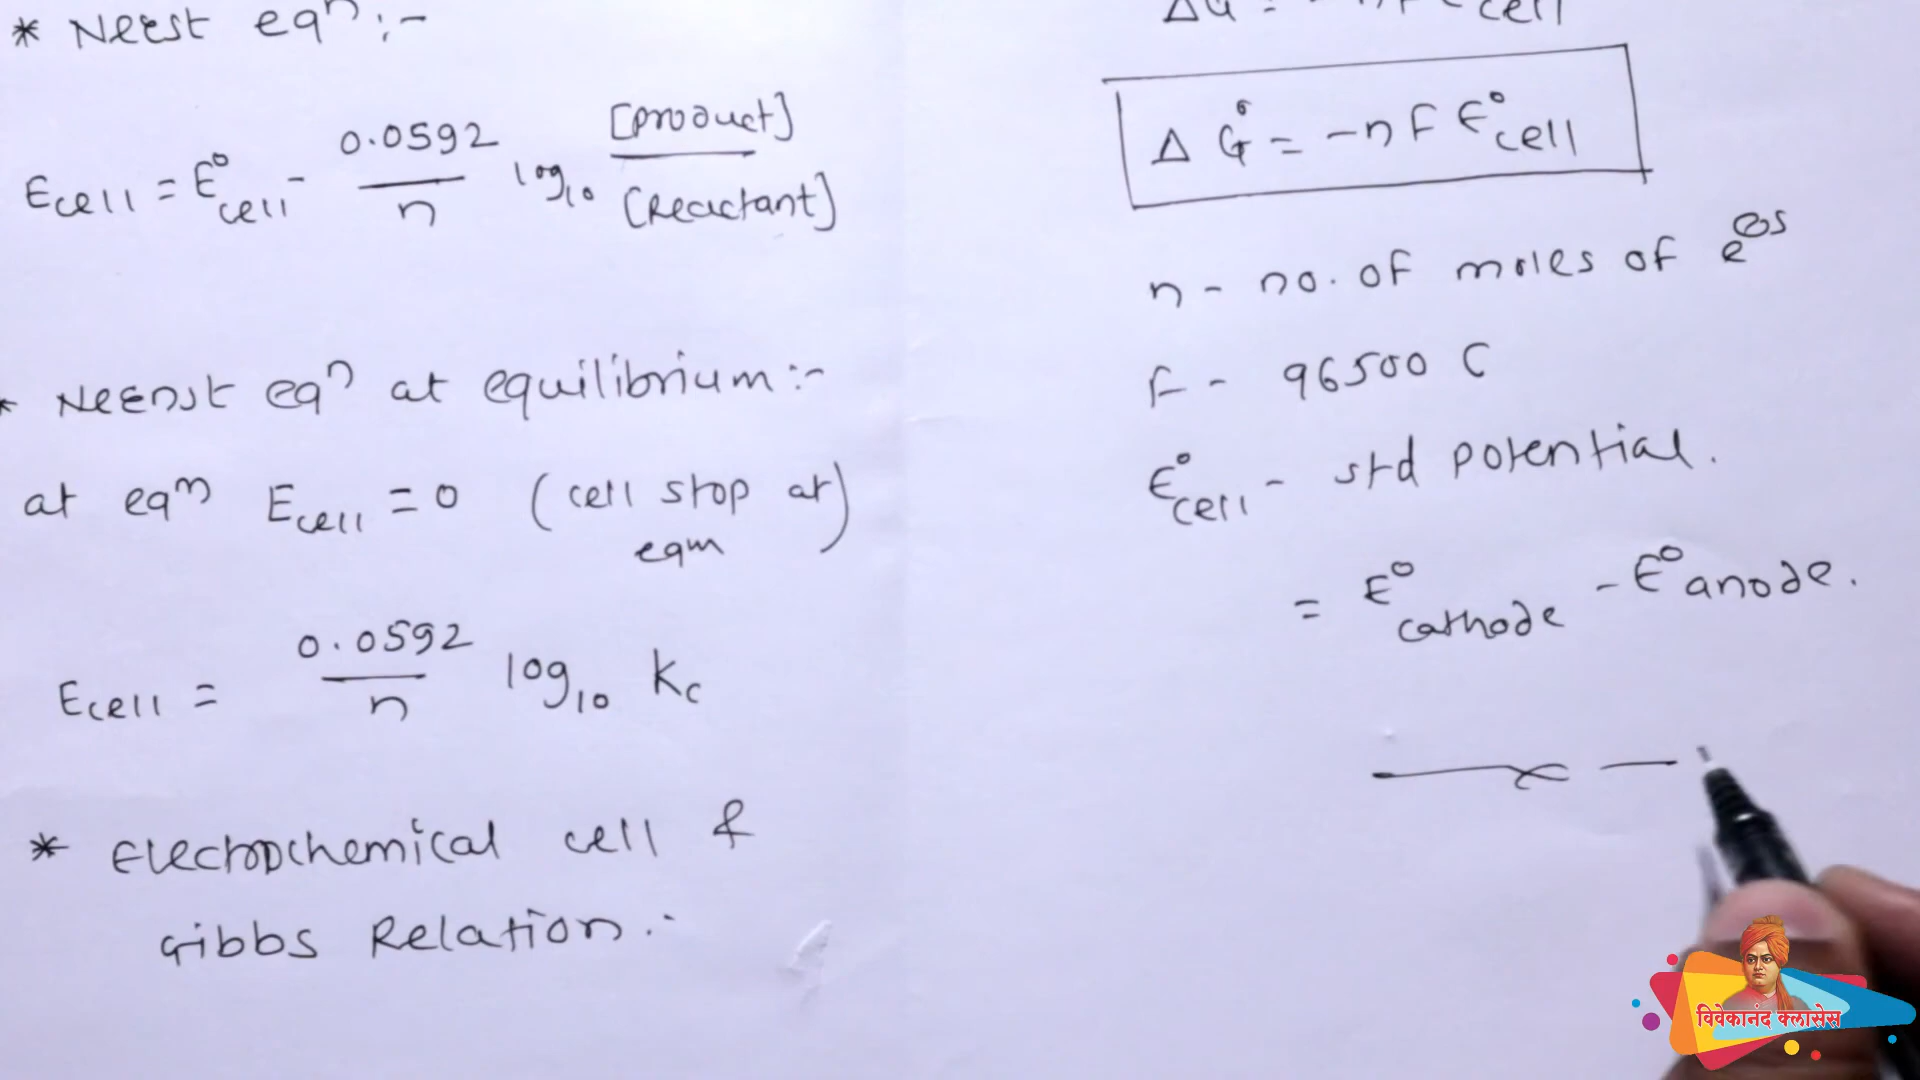 * Nerst eqⁿ:-
Ecell = E°cell - 0.0592/n log₁₀ [product]/[Reactant]
* Neenst eqⁿ at equilibrium:-
at eqᵐ Ecell = 0 (cell stop at eqm)
Ecell = 0.0592/n log₁₀ Kc
* Electrochemical cell &
Gibbs Relation:
cell
ΔG° = -nFE°cell
n - no. of moles of e⊖s
F - 96500 C
E°cell - std potential.
= E°cathode - E°anode.
विवेकानंद क्लासेस